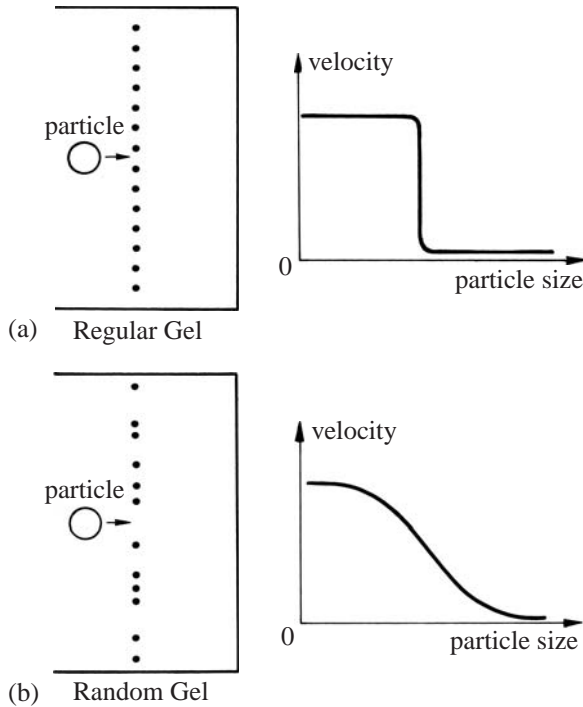 particle
velocity
0
particle size
(a) Regular Gel
particle
velocity
0
particle size
(b) Random Gel